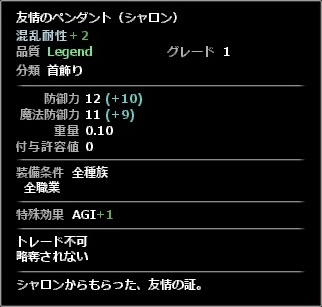 友情のペンダント（シャロン）
混乱耐性＋2
品質 Legend グレード 1
分類 首飾り
防御力 12 (+10)
魔法防御力 11 (+9)
重量 0.10
付与許容値 0
装備条件 全種族
全職業
特殊効果 AGI+1
トレード不可
略奪されない
シャロンからもらった、友情の証。